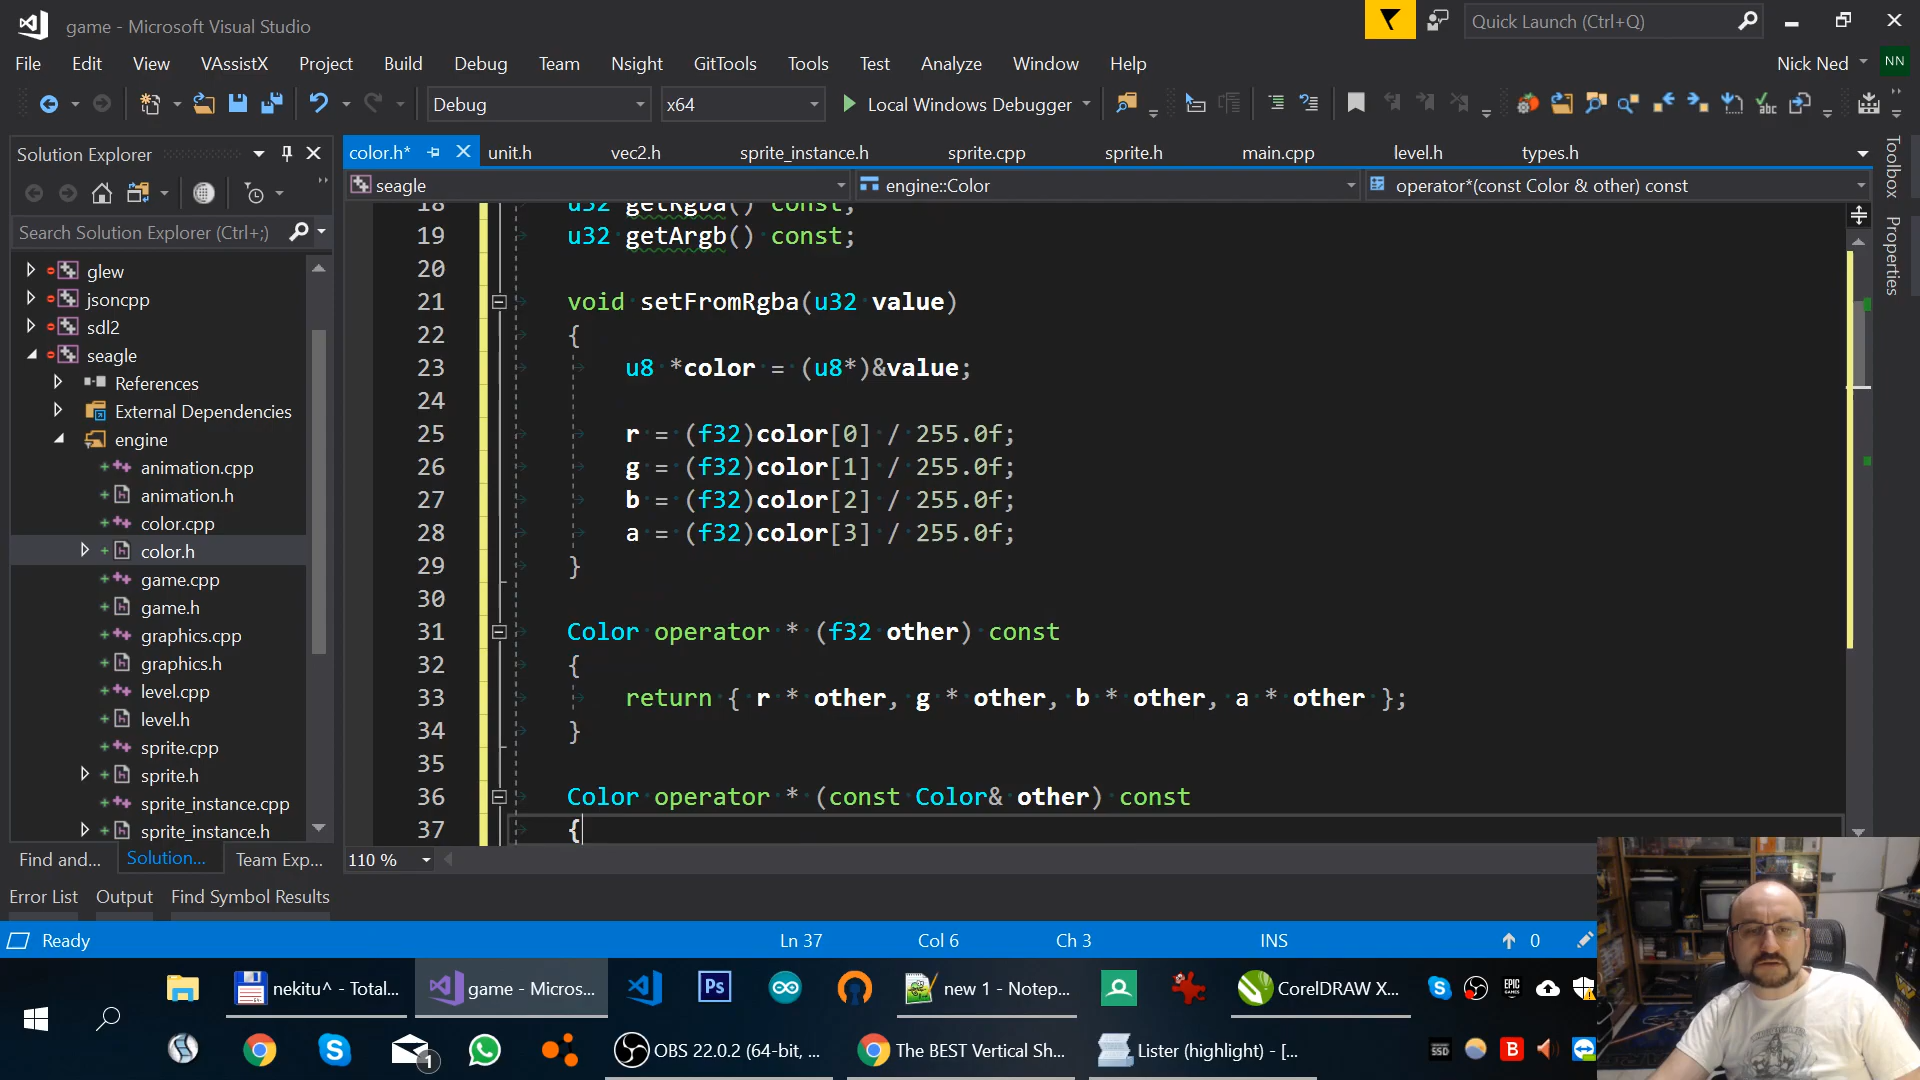 game - Microsoft Visual Studio
Quick Launch (Ctrl+Q)
File Edit View VAssistX Project Build Debug Team Nsight GitTools Tools Test Analyze Window Help
Nick Ned NN
Debug x64 Local Windows Debugger
Solution Explorer
color.h* unit.h vec2.h sprite_instance.h sprite.cpp sprite.h main.cpp level.h types.h
seagle engine::Color operator*(const Color & other) const
Search Solution Explorer (Ctrl+;)
glew
jsoncpp
sdl2
seagle
References
External Dependencies
engine
animation.cpp
animation.h
color.cpp
color.h
game.cpp
game.h
graphics.cpp
graphics.h
level.cpp
level.h
sprite.cpp
sprite.h
sprite_instance.cpp
sprite_instance.h
18 u32 getRgba() const;
19 u32 getArgb() const;
20
21 void setFromRgba(u32 value)
22 {
23 u8 *color = (u8*)&value;
24
25 r = (f32)color[0] / 255.0f;
26 g = (f32)color[1] / 255.0f;
27 b = (f32)color[2] / 255.0f;
28 a = (f32)color[3] / 255.0f;
29 }
30
31 Color operator * (f32 other) const
32 {
33 return { r * other, g * other, b * other, a * other };
34 }
35
36 Color operator * (const Color& other) const
37 {
Toolbox
Properties
Find and... Solution... Team Exp...
110 %
Error List Output Find Symbol Results
Ready Ln 37 Col 6 Ch 3 INS 0
nekitu^ - Total... game - Micros... Ps new 1 - Notep... CorelDRAW X... EPIC GAMES
1 OBS 22.0.2 (64-bit, ... The BEST Vertical Sh... Lister (highlight) - [... SSD B